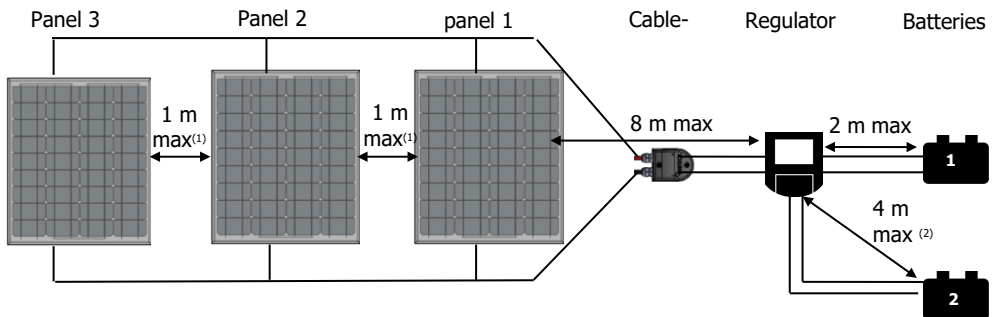 Panel 3
Panel 2
panel 1
Cable-
Regulator
Batteries
1 m
max(1)
1 m
max(1)
8 m max
2 m max
1
4 m
max (2)
2